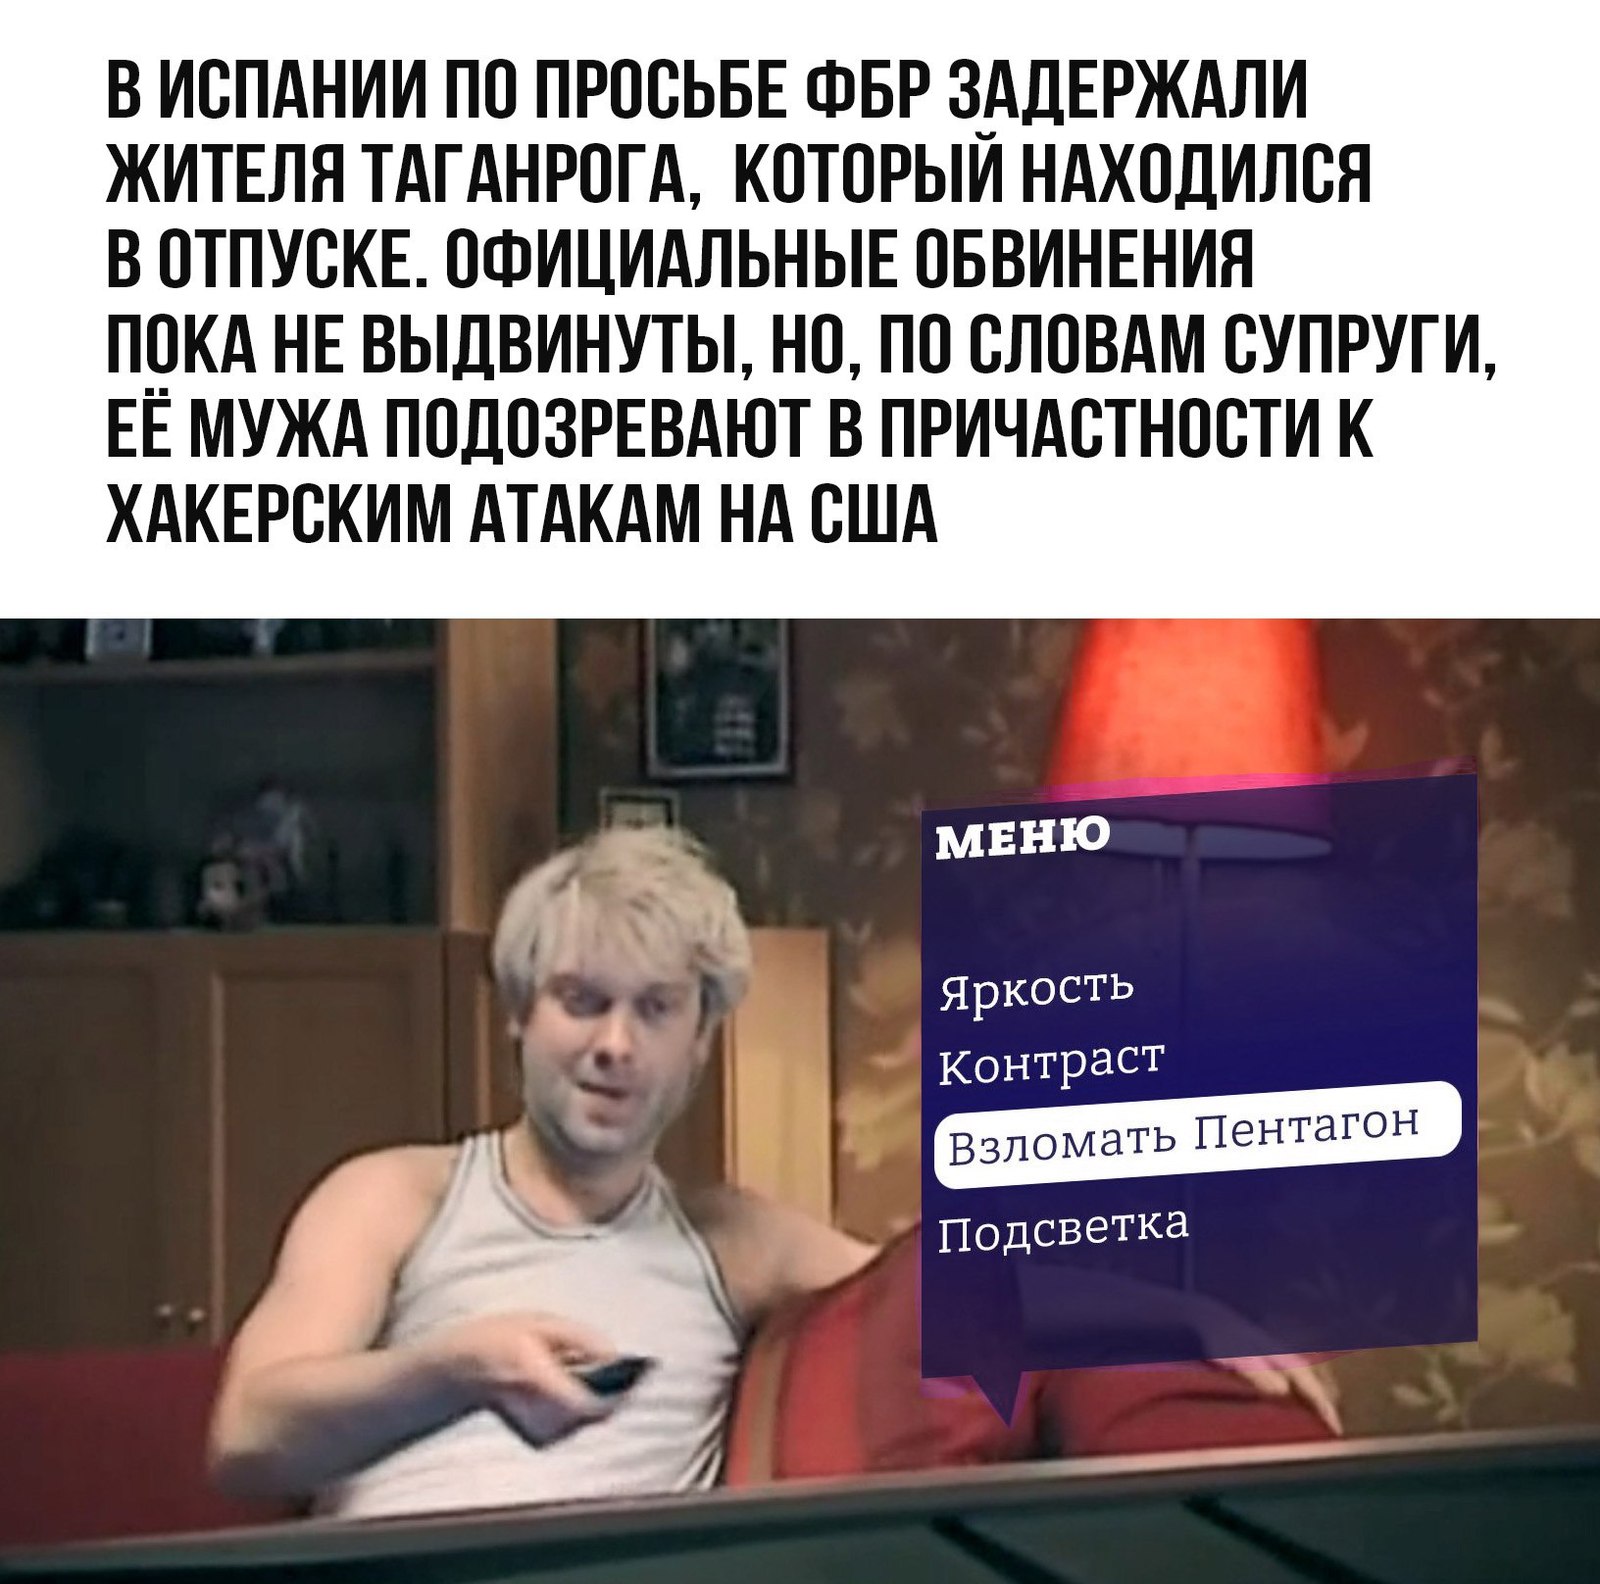 В ИСПАНИИ ПО ПРОСЬБЕ ФБР ЗАДЕРЖАЛИ
ЖИТЕЛЯ ТАГАНРОГА, КОТОРЫЙ НАХОДИЛСЯ
В ОТПУСКЕ. ОФИЦИАЛЬНЫЕ ОБВИНЕНИЯ
ПОКА НЕ ВЫДВИНУТЫ, НО, ПО СЛОВАМ СУПРУГИ,
ЕЁ МУЖА ПОДОЗРЕВАЮТ В ПРИЧАСТНОСТИ К
ХАКЕРСКИМ АТАКАМ НА США
МЕНЮ
Яркость
Контраст
Взломать Пентагон
Подсветка